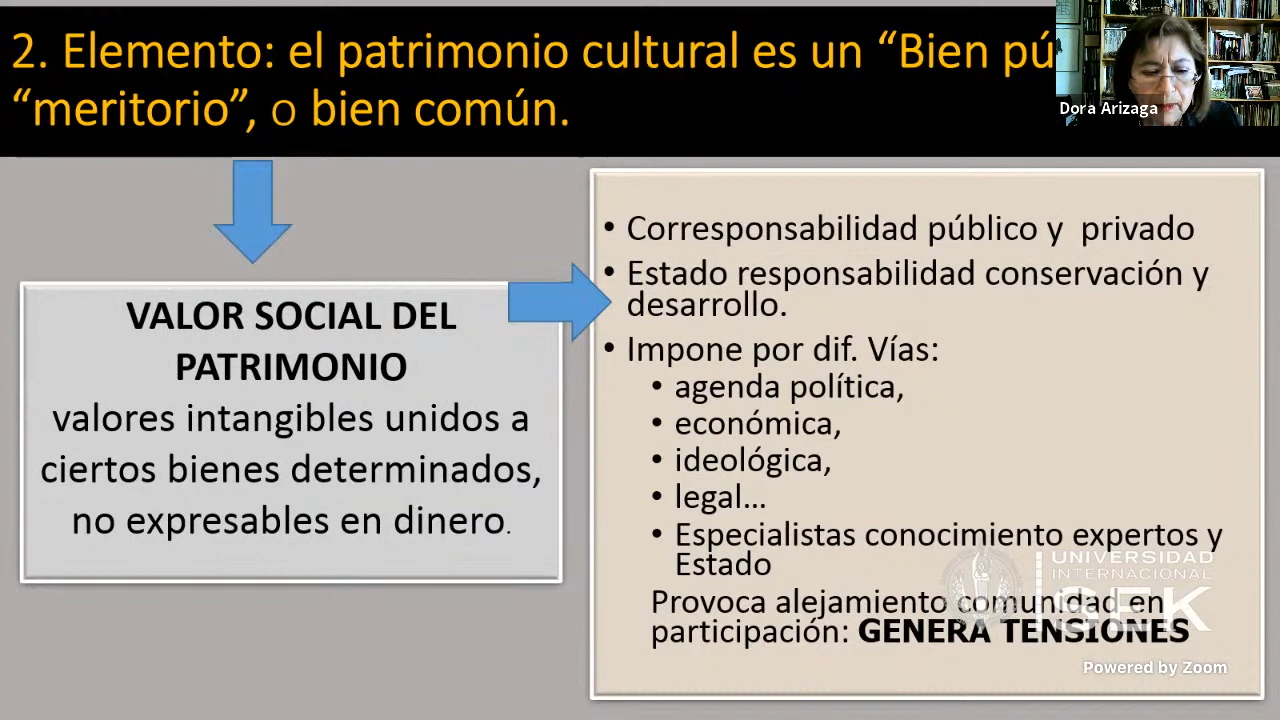 2. Elemento: el patrimonio cultural es un “Bien pú
“meritorio”, o bien común.
Dora Arizaga
VALOR SOCIAL DEL
PATRIMONIO
valores intangibles unidos a
ciertos bienes determinados,
no expresables en dinero.
• Corresponsabilidad público y privado
• Estado responsabilidad conservación y
desarrollo.
• Impone por dif. Vías:
• agenda política,
• económica,
• ideológica,
• legal...
• Especialistas conocimiento expertos y
Estado
Provoca alejamiento comunidad en
participación: GENERA TENSIONES
UNIVERSIDAD
INTERNACIONAL
SEK
Powered by Zoom